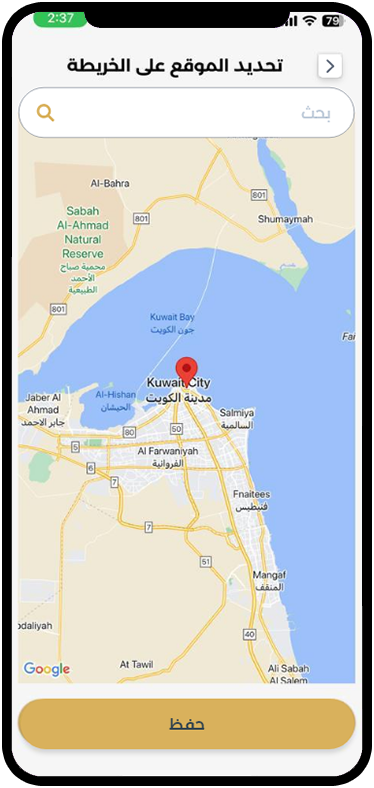 2:37
79
تحديد الموقع على الخريطة
بحث
Al-Bahra
801
Sabah
Al-Ahmad
Natural
Reserve
محمية صباح
الأحمد
الطبيعية
801
Shumaymah
801
Kuwait Bay
جون الكويت
Kuwait City
مدينة الكويت
Al-Hishan
الحيشان
Jaber Al
Ahmad
جابر الاحمد
Salmiya
السالمية
80
50
5
Al Farwaniyah
الفروانية
6
7
Fnaitees
فنيطيس
7
51
Mangaf
المنقف
40
At Tawil
Ali Sabah
Al Salem
Google
حفظ